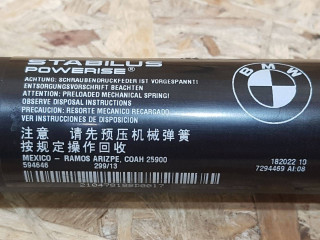 STABILUS
POWERISE®
ACHTUNG: SCHRAUBENDRUCKFEDER IST VORGESPANNT!
ENTSORGUNGSVORSCHRIFT BEACHTEN
ATTENTION: PRELOADED MECHANICAL SPRING!
OBSERVE DISPOSAL INSTRUCTIONS
PRECAUCION: RESORTE MECANICO RECARGADO
VER INSTRUCCIONES DE DISPOSICION
注意 请先预压机械弹簧
按规定操作回收
MEXICO - RAMOS ARIZPE, COAH 25900
594646 299/13
BMW
182022 10
7294469 AI:08